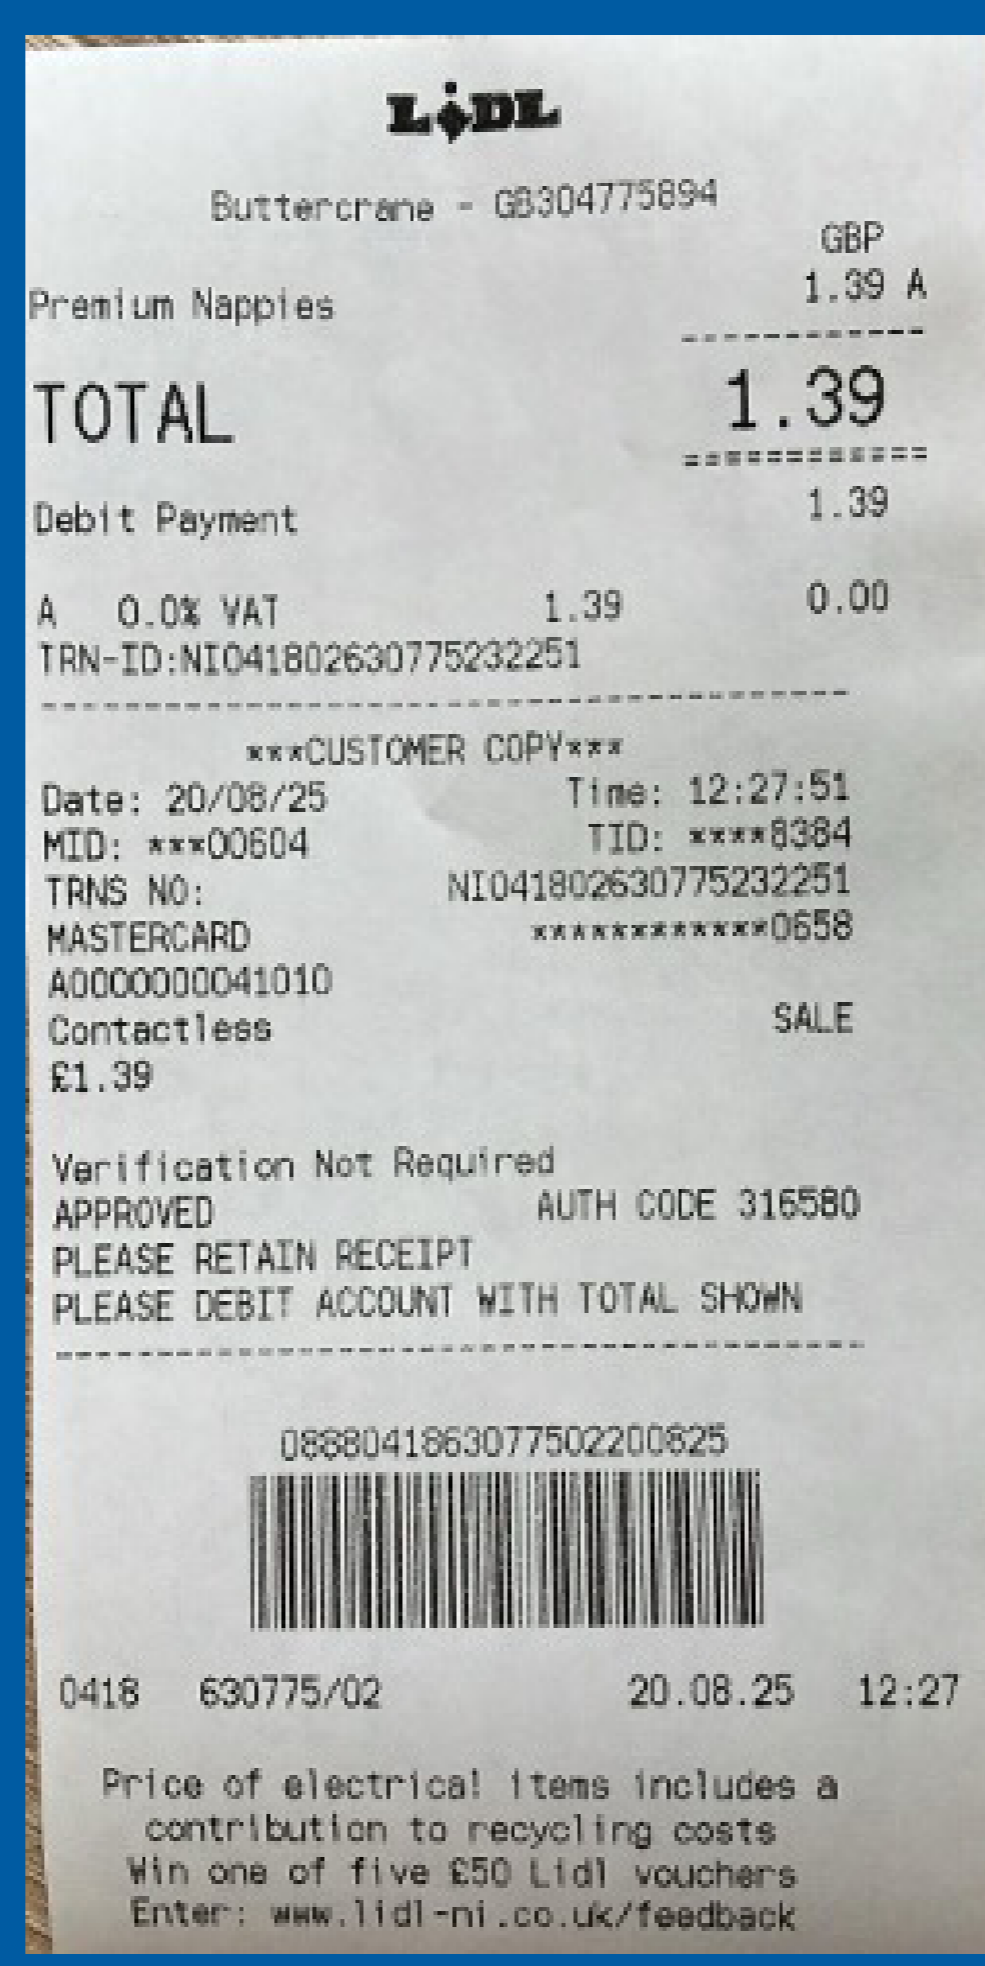 LiDL
Buttercrane - GB304775894
GBP
Premium Nappies 1.39 A
------------
TOTAL 1.39
============
Debit Payment 1.39
A 0.0% VAT 1.39 0.00
TRN-ID:NI041802630775232251
---------------------------------------
***CUSTOMER COPY***
Date: 20/08/25 Time: 12:27:51
MID: ***00604 TID: ****8384
TRNS NO: NI041802630775232251
MASTERCARD ************0658
A0000000041010
Contactless SALE
£1.39
Verification Not Required
APPROVED AUTH CODE 316580
PLEASE RETAIN RECEIPT
PLEASE DEBIT ACCOUNT WITH TOTAL SHOWN
---------------------------------------
0888041863077502200825
0418 630775/02 20.08.25 12:27
Price of electrical items includes a
contribution to recycling costs
Win one of five £50 Lidl vouchers
Enter: www.lidl-ni.co.uk/feedback